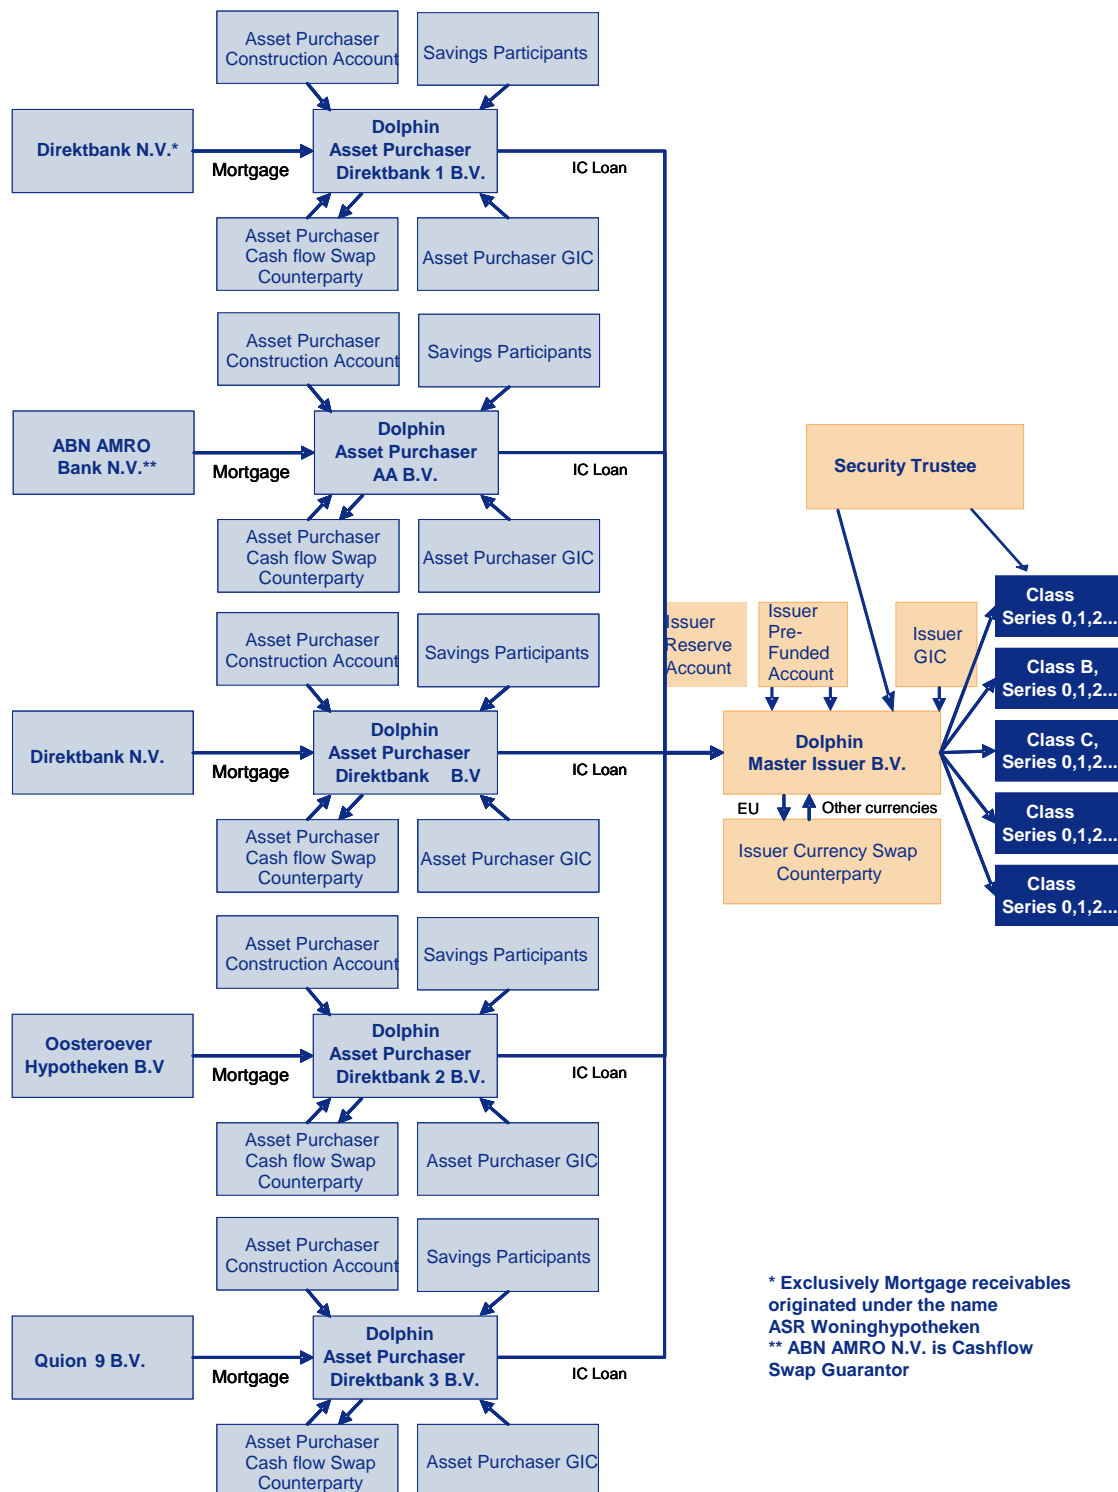 Asset Purchaser
Construction Account
Savings Participants
Direktbank N.V.*
Mortgage
Dolphin
Asset Purchaser
Direktbank 1 B.V.
IC Loan
Asset Purchaser
Cash flow Swap
Counterparty
Asset Purchaser GIC
Asset Purchaser
Construction Account
Savings Participants
ABN AMRO
Bank N.V.**
Mortgage
Dolphin
Asset Purchaser
AA B.V.
IC Loan
Asset Purchaser
Cash flow Swap
Counterparty
Asset Purchaser GIC
Asset Purchaser
Construction Account
Savings Participants
Direktbank N.V.
Mortgage
Dolphin
Asset Purchaser
Direktbank B.V
IC Loan
Asset Purchaser
Cash flow Swap
Counterparty
Asset Purchaser GIC
Asset Purchaser
Construction Account
Savings Participants
Oosteroever
Hypotheken B.V
Mortgage
Dolphin
Asset Purchaser
Direktbank 2 B.V.
IC Loan
Asset Purchaser
Cash flow Swap
Counterparty
Asset Purchaser GIC
Asset Purchaser
Construction Account
Savings Participants
Quion 9 B.V.
Mortgage
Dolphin
Asset Purchaser
Direktbank 3 B.V.
IC Loan
Asset Purchaser
Cash flow Swap
Counterparty
Asset Purchaser GIC
Security Trustee
Issuer
Reserve
Account
Issuer
Pre-
Funded
Account
Issuer
GIC
Dolphin
Master Issuer B.V.
EU
Other currencies
Issuer Currency Swap
Counterparty
Class
Series 0,1,2...
Class B,
Series 0,1,2...
Class C,
Series 0,1,2...
Class
Series 0,1,2...
Class
Series 0,1,2...
* Exclusively Mortgage receivables
originated under the name
ASR Woninghypotheken
** ABN AMRO N.V. is Cashflow
Swap Guarantor